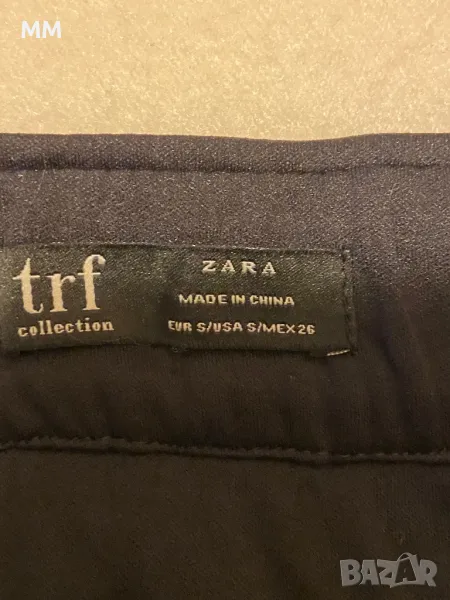 MM
trf
collection
ZARA
MADE IN CHINA
EUR S/USA S/MEX 26
BAZAR